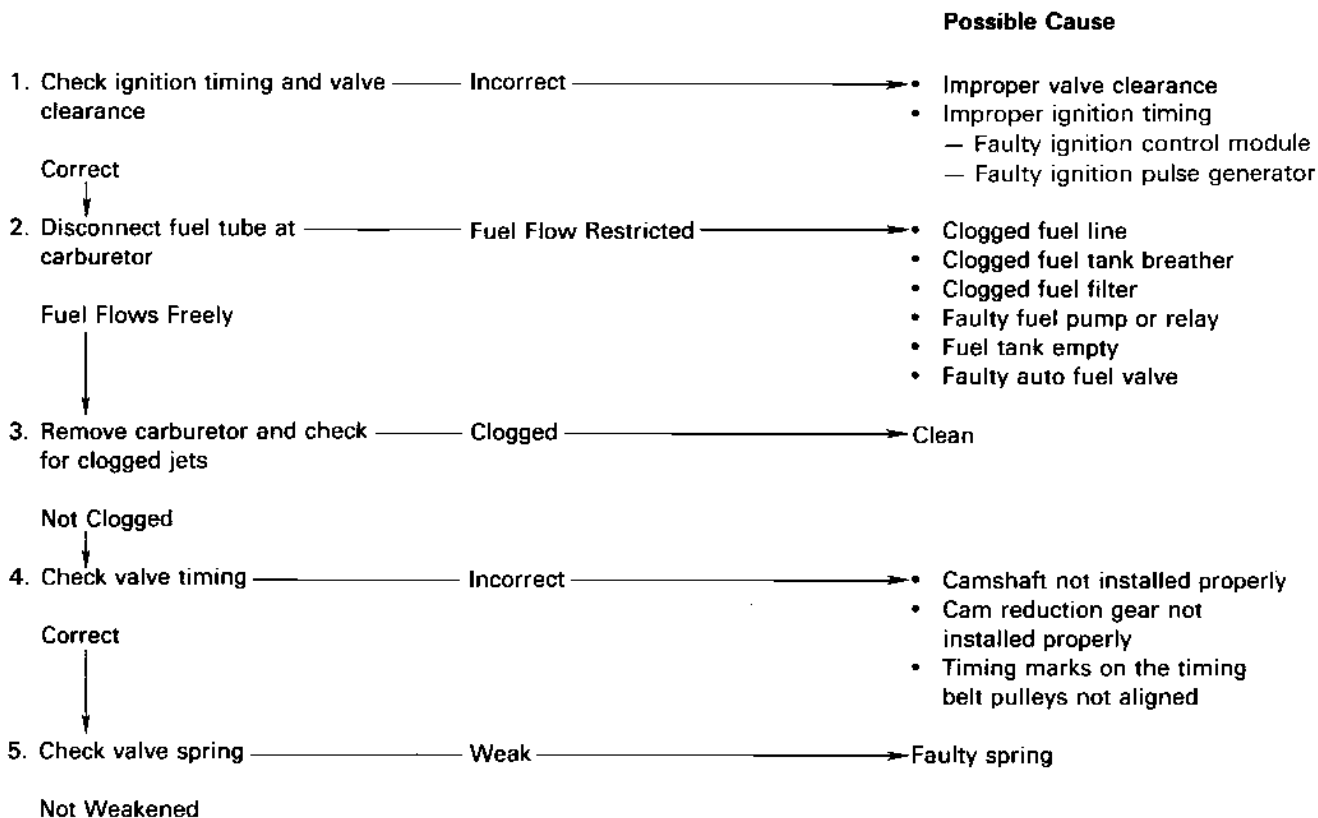 Possible Cause
1. Check ignition timing and valve clearance
Incorrect
• Improper valve clearance
• Improper ignition timing
— Faulty ignition control module
— Faulty ignition pulse generator
Correct
2. Disconnect fuel tube at carburetor
Fuel Flow Restricted
• Clogged fuel line
• Clogged fuel tank breather
• Clogged fuel filter
• Faulty fuel pump or relay
• Fuel tank empty
• Faulty auto fuel valve
Fuel Flows Freely
3. Remove carburetor and check for clogged jets
Clogged
Clean
Not Clogged
4. Check valve timing
Incorrect
• Camshaft not installed properly
• Cam reduction gear not installed properly
• Timing marks on the timing belt pulleys not aligned
Correct
5. Check valve spring
Weak
Faulty spring
Not Weakened